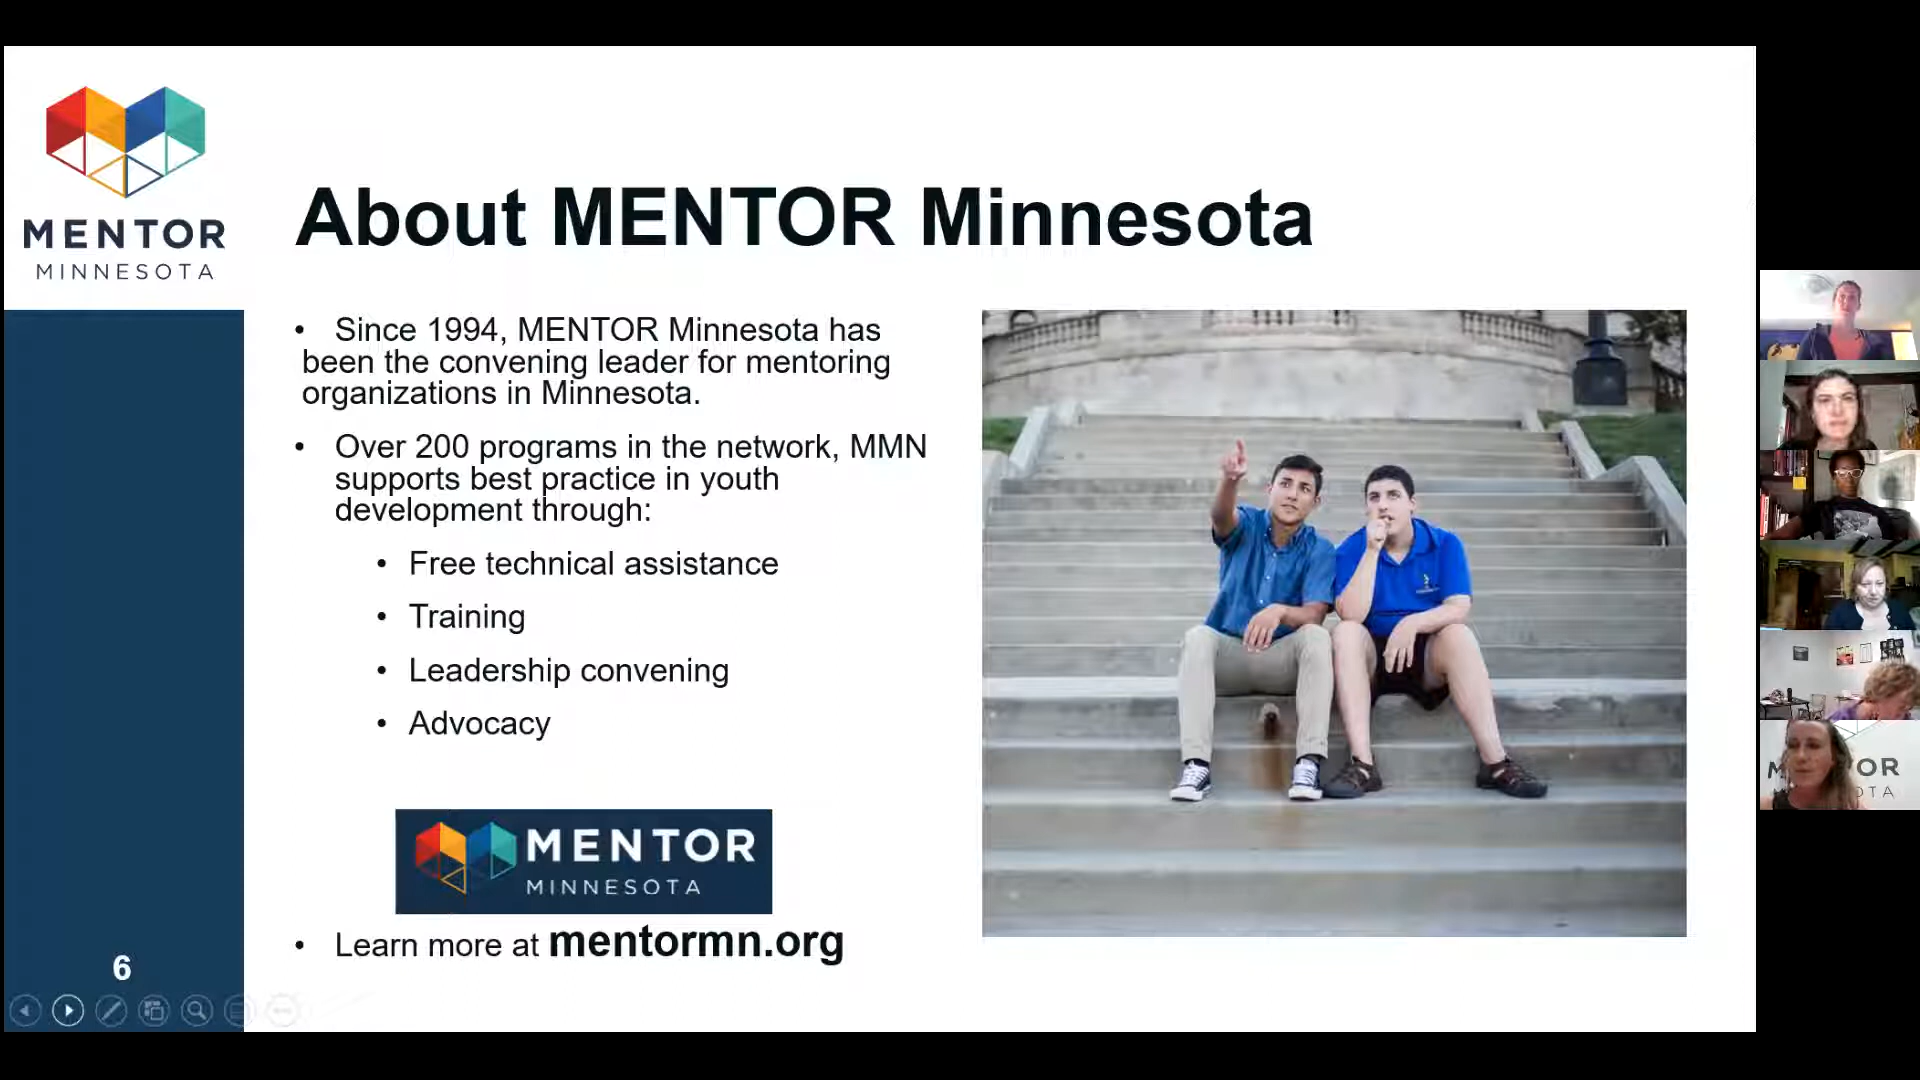 MENTOR
MINNESOTA
About MENTOR Minnesota
• Since 1994, MENTOR Minnesota has
been the convening leader for mentoring
organizations in Minnesota.
• Over 200 programs in the network, MMN
supports best practice in youth
development through:
• Free technical assistance
• Training
• Leadership convening
• Advocacy
MENTOR
MINNESOTA
• Learn more at mentormn.org
6